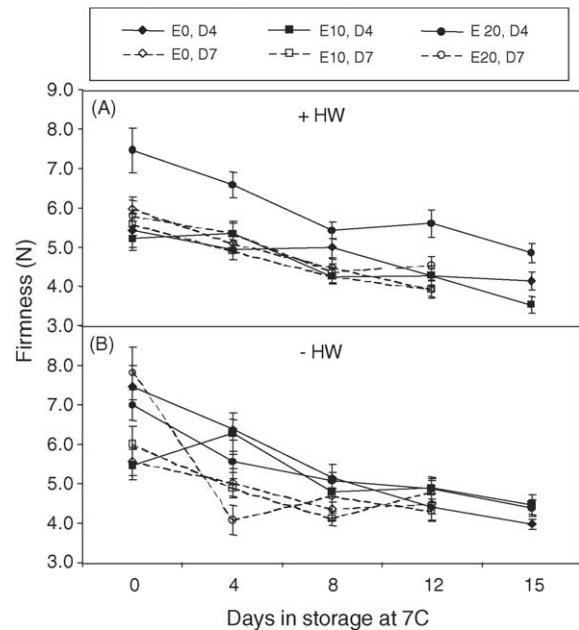 E0, D4 E10, D4 E 20, D4
E0, D7 E10, D7 E20, D7
9.0
(A)
+ HW
8.0
7.0
6.0
5.0
4.0
3.0
Firmness (N)
(B)
- HW
8.0
7.0
6.0
5.0
4.0
3.0
0 4 8 12 15
Days in storage at 7C